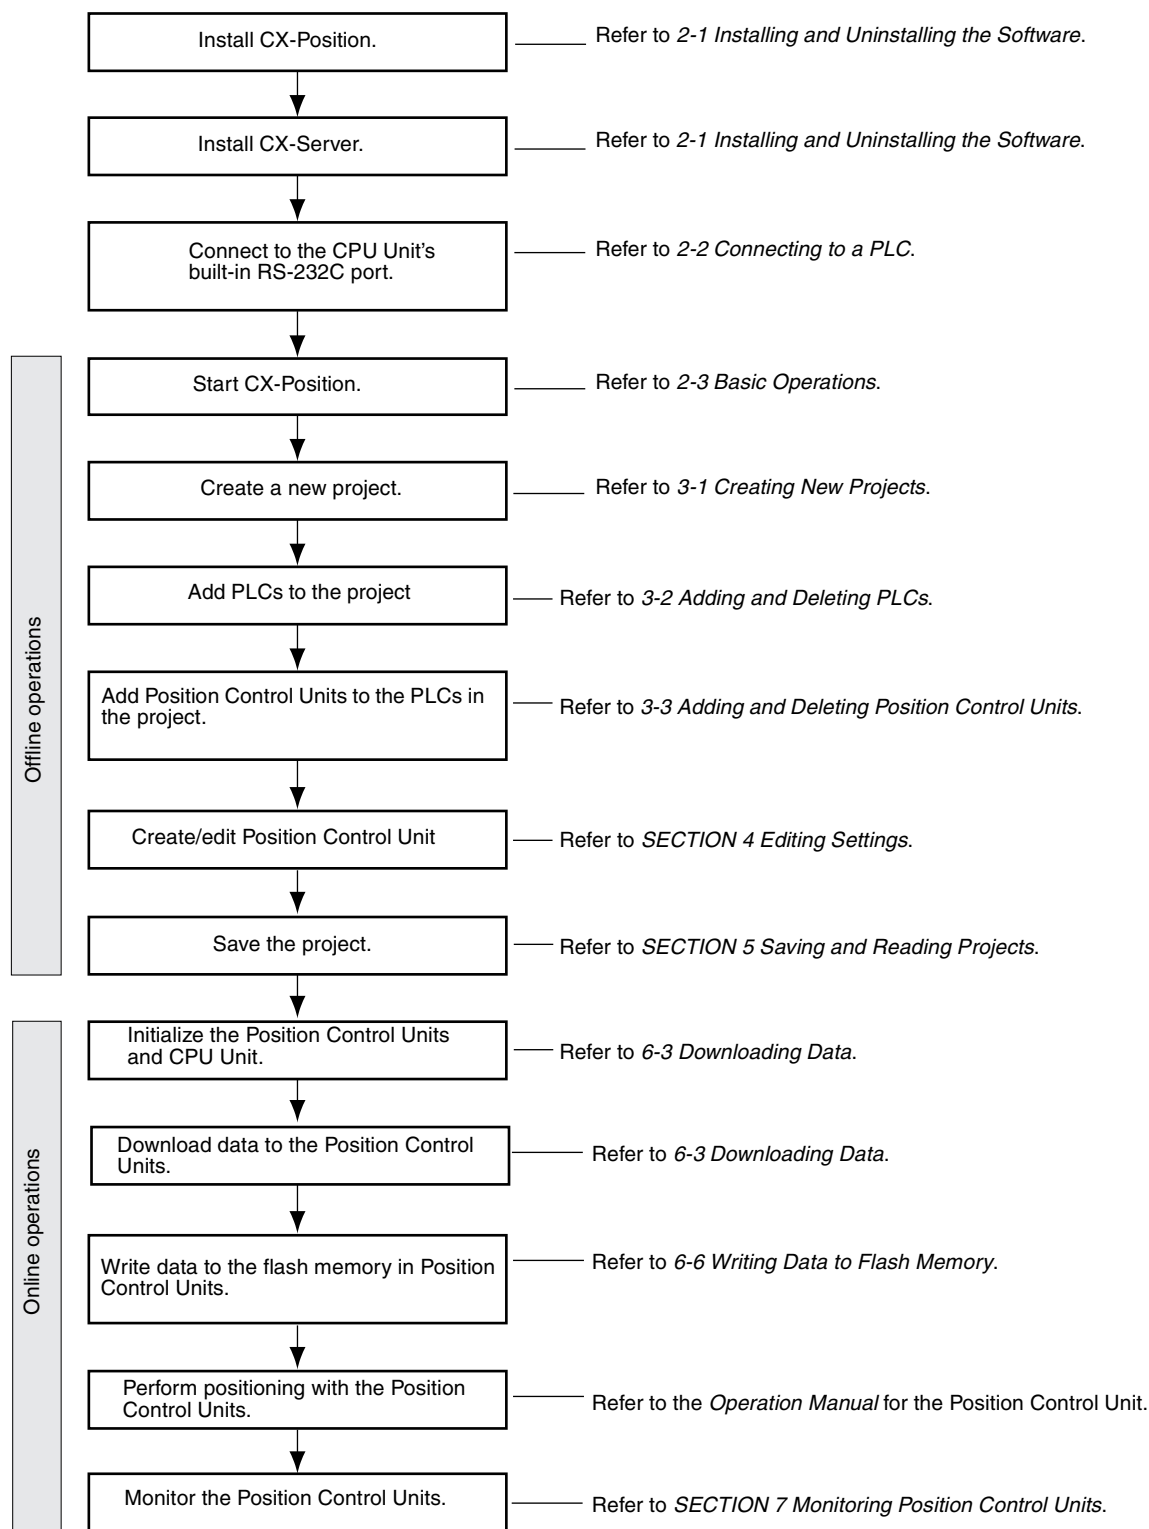 Install CX-Position.
Refer to 2-1 Installing and Uninstalling the Software.
Install CX-Server.
Refer to 2-1 Installing and Uninstalling the Software.
Connect to the CPU Unit's
built-in RS-232C port.
Refer to 2-2 Connecting to a PLC.
Offline operations
Start CX-Position.
Refer to 2-3 Basic Operations.
Create a new project.
Refer to 3-1 Creating New Projects.
Add PLCs to the project
Refer to 3-2 Adding and Deleting PLCs.
Add Position Control Units to the PLCs in
the project.
Refer to 3-3 Adding and Deleting Position Control Units.
Create/edit Position Control Unit
Refer to SECTION 4 Editing Settings.
Save the project.
Refer to SECTION 5 Saving and Reading Projects.
Online operations
Initialize the Position Control Units
and CPU Unit.
Refer to 6-3 Downloading Data.
Download data to the Position Control
Units.
Refer to 6-3 Downloading Data.
Write data to the flash memory in Position
Control Units.
Refer to 6-6 Writing Data to Flash Memory.
Perform positioning with the Position
Control Units.
Refer to the Operation Manual for the Position Control Unit.
Monitor the Position Control Units.
Refer to SECTION 7 Monitoring Position Control Units.